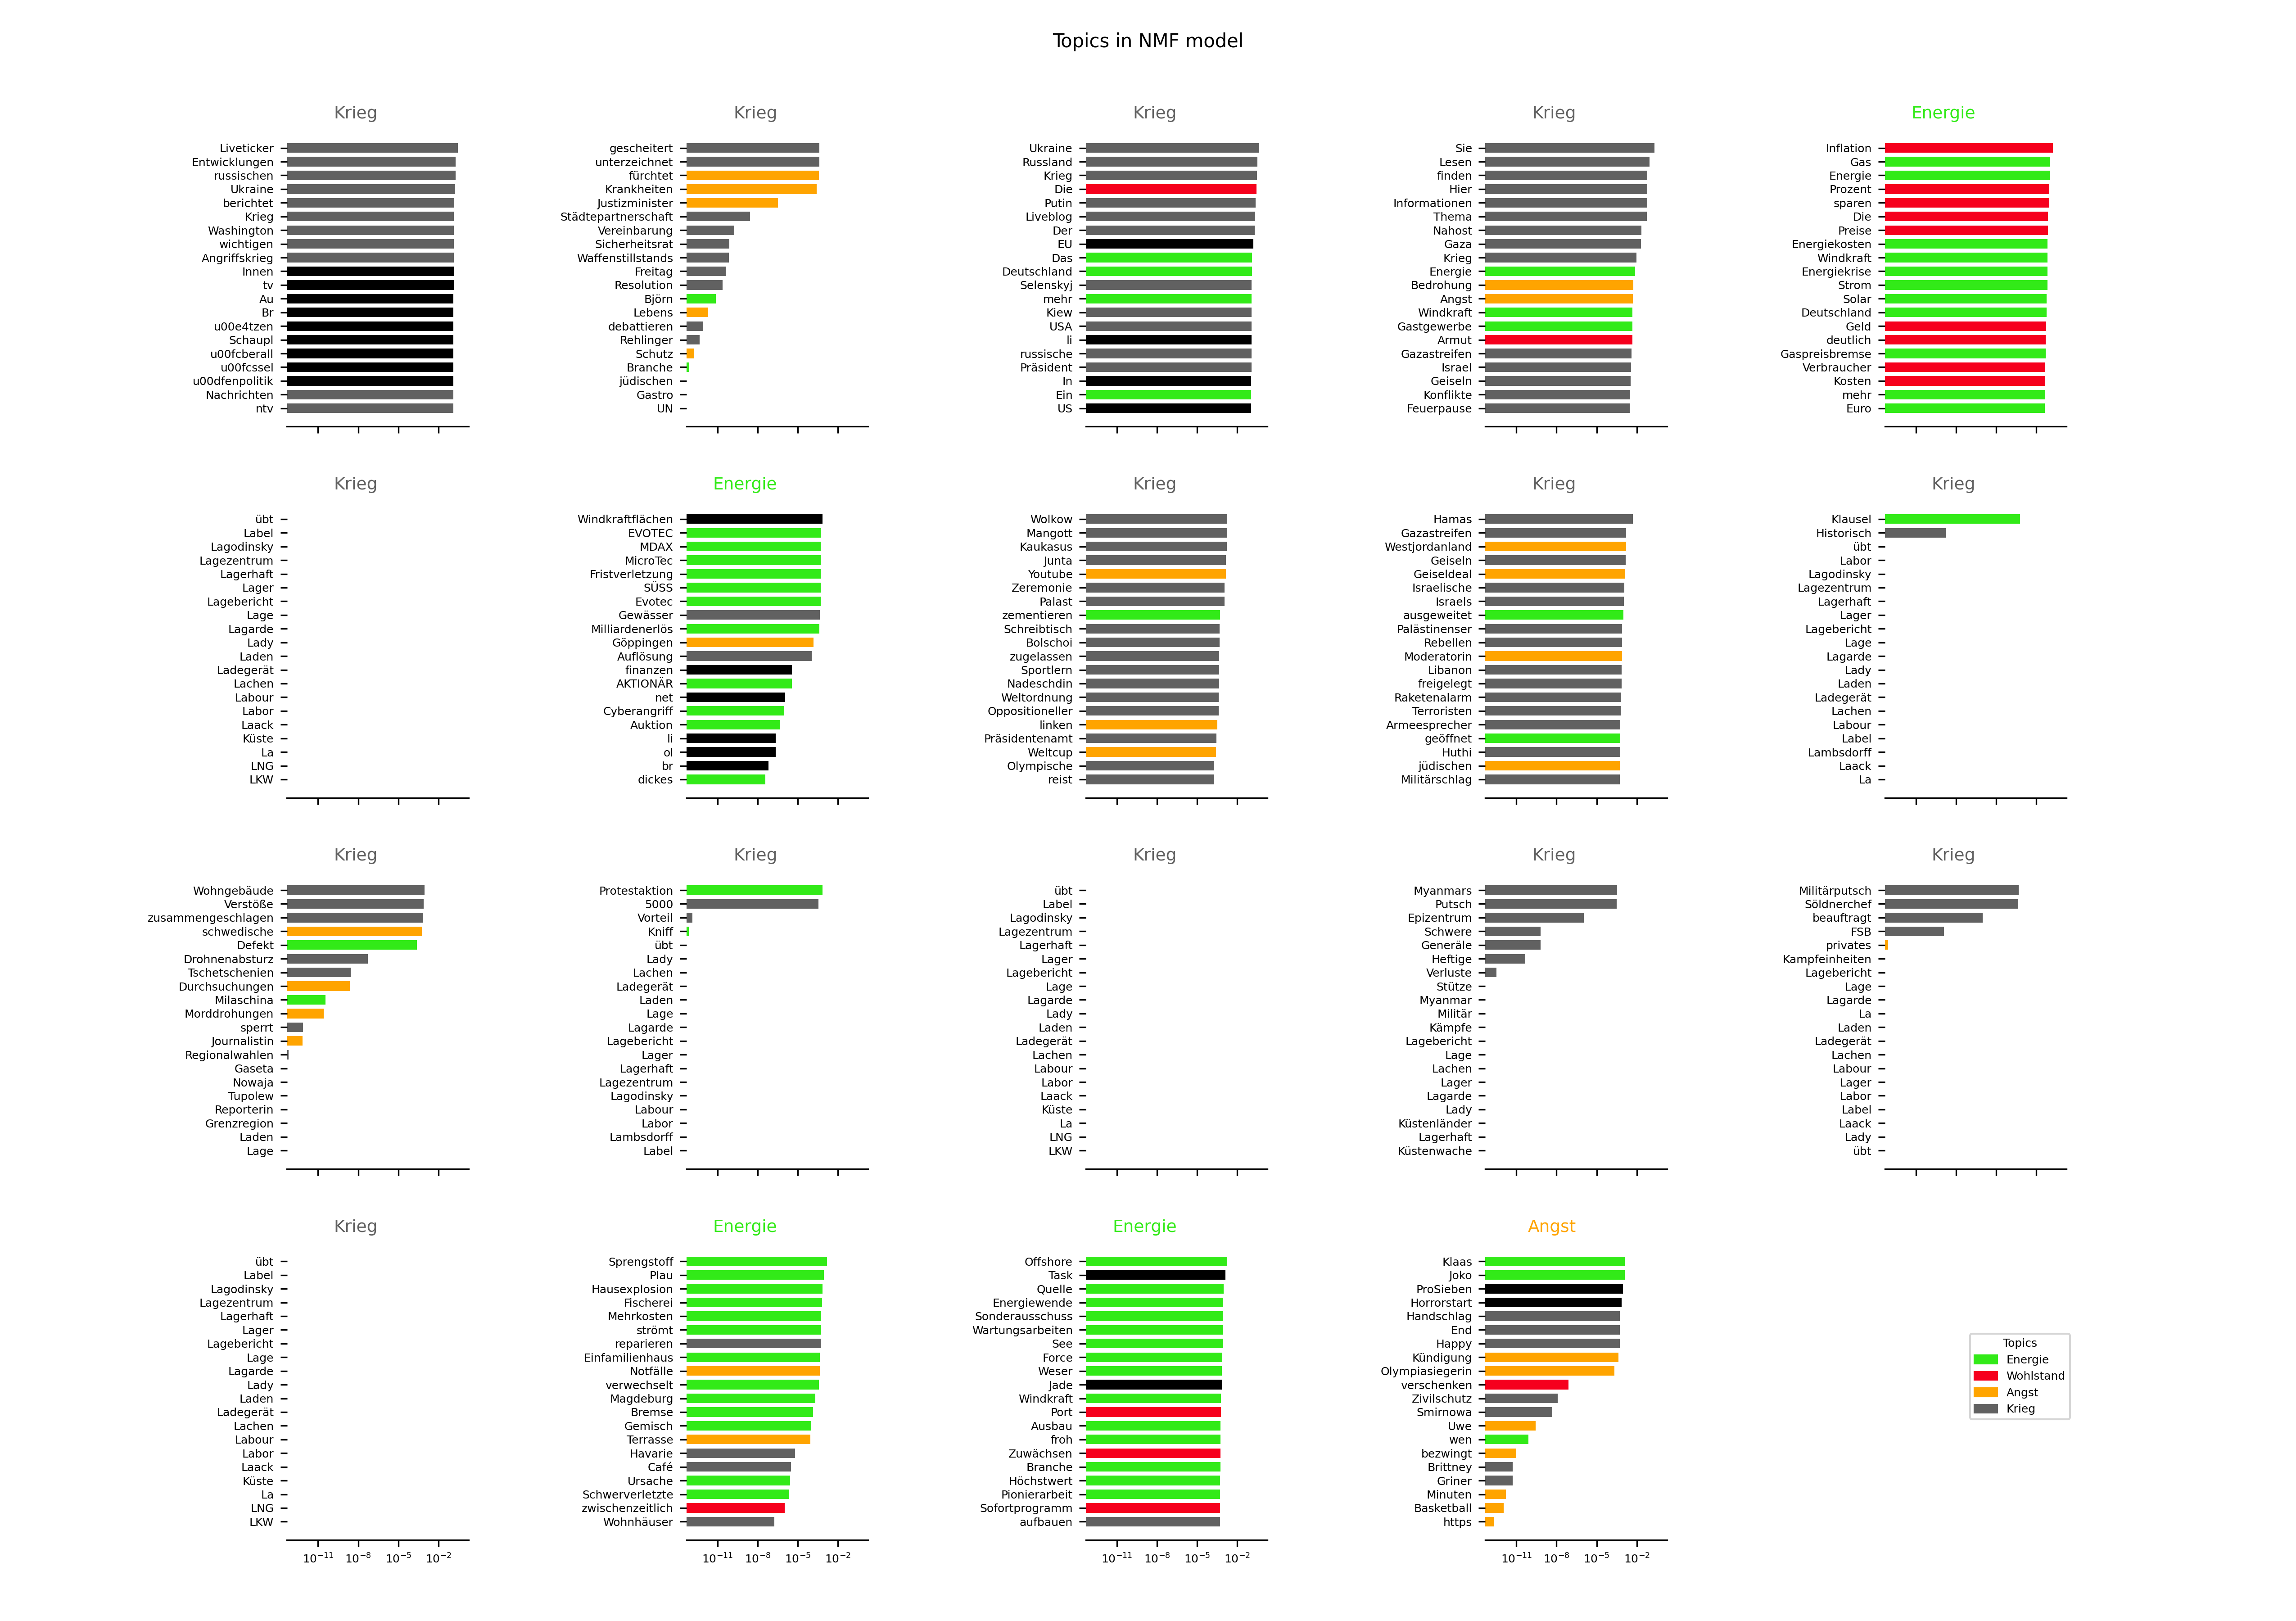 Topics in NMF model
Krieg
Liveticker
Entwicklungen
russischen
Ukraine
berichtet
Krieg
Washington
wichtigen
Angriffskrieg
Innen
tv
Au
Br
u00e4tzen
Schaupl
u00fcberall
u00fcssel
u00dfenpolitik
Nachrichten
ntv
Krieg
gescheitert
unterzeichnet
fürchtet
Krankheiten
Justizminister
Städtepartnerschaft
Vereinbarung
Sicherheitsrat
Waffenstillstands
Freitag
Resolution
Björn
Lebens
debattieren
Rehlinger
Schutz
Branche
jüdischen
Gastro
UN
Krieg
Ukraine
Russland
Krieg
Die
Putin
Liveblog
Der
EU
Das
Deutschland
Selenskyj
mehr
Kiew
USA
li
russische
Präsident
In
Ein
US
Krieg
Sie
Lesen
finden
Hier
Informationen
Thema
Nahost
Gaza
Krieg
Energie
Bedrohung
Angst
Windkraft
Gastgewerbe
Armut
Gazastreifen
Israel
Geiseln
Konflikte
Feuerpause
Energie
Inflation
Gas
Energie
Prozent
sparen
Die
Preise
Energiekosten
Windkraft
Energiekrise
Strom
Solar
Deutschland
Geld
deutlich
Gaspreisbremse
Verbraucher
Kosten
mehr
Euro
Krieg
übt
Label
Lagodinsky
Lagezentrum
Lagerhaft
Lager
Lagebericht
Lage
Lagarde
Lady
Laden
Ladegerät
Lachen
Labour
Labor
Laack
Küste
La
LNG
LKW
Energie
Windkraftflächen
EVOTEC
MDAX
MicroTec
Fristverletzung
SÜSS
Evotec
Gewässer
Milliardenerlös
Göppingen
Auflösung
finanzen
AKTIONÄR
net
Cyberangriff
Auktion
li
ol
br
dickes
Krieg
Wolkow
Mangott
Kaukasus
Junta
Youtube
Zeremonie
Palast
zementieren
Schreibtisch
Bolschoi
zugelassen
Sportlern
Nadeschdin
Weltordnung
Oppositioneller
linken
Präsidentenamt
Weltcup
Olympische
reist
Krieg
Hamas
Gazastreifen
Westjordanland
Geiseln
Geiseldeal
Israelische
Israels
ausgeweitet
Palästinenser
Rebellen
Moderatorin
Libanon
freigelegt
Raketenalarm
Terroristen
Armeesprecher
geöffnet
Huthi
jüdischen
Militärschlag
Krieg
Klausel
Historisch
übt
Labor
Lagodinsky
Lagezentrum
Lagerhaft
Lager
Lagebericht
Lage
Lagarde
Lady
Laden
Ladegerät
Lachen
Labour
Label
Lambsdorff
Laack
La
Krieg
Wohngebäude
Verstöße
zusammengeschlagen
schwedische
Defekt
Drohnenabsturz
Tschetschenien
Durchsuchungen
Milaschina
Morddrohungen
sperrt
Journalistin
Regionalwahlen
Gaseta
Nowaja
Tupolew
Reporterin
Grenzregion
Laden
Lage
Krieg
Protestaktion
5000
Vorteil
Kniff
übt
Lady
Lachen
Ladegerät
Laden
Lage
Lagarde
Lagebericht
Lager
Lagerhaft
Lagezentrum
Lagodinsky
Labour
Labor
Lambsdorff
Label
Krieg
übt
Label
Lagodinsky
Lagezentrum
Lagerhaft
Lager
Lagebericht
Lage
Lagarde
Lady
Laden
Ladegerät
Lachen
Labour
Labor
Laack
Küste
La
LNG
LKW
Krieg
Myanmars
Putsch
Epizentrum
Schwere
Generäle
Heftige
Verluste
Stütze
Myanmar
Militär
Kämpfe
Lagebericht
Lage
Lachen
Lager
Lagarde
Lady
Küstenländer
Lagerhaft
Küstenwache
Krieg
Militärputsch
Söldnerchef
beauftragt
FSB
privates
Kampfeinheiten
Lagebericht
Lage
Lagarde
La
Laden
Ladegerät
Lachen
Labour
Lager
Labor
Label
Laack
Lady
übt
Krieg
übt
Label
Lagodinsky
Lagezentrum
Lagerhaft
Lager
Lagebericht
Lage
Lagarde
Lady
Laden
Ladegerät
Lachen
Labour
Labor
Laack
Küste
La
LNG
LKW
10⁻¹¹ 10⁻⁸ 10⁻⁵ 10⁻²
Energie
Sprengstoff
Plau
Hausexplosion
Fischerei
Mehrkosten
strömt
reparieren
Einfamilienhaus
Notfälle
verwechselt
Magdeburg
Bremse
Gemisch
Terrasse
Havarie
Café
Ursache
Schwerverletzte
zwischenzeitlich
Wohnhäuser
10⁻¹¹ 10⁻⁸ 10⁻⁵ 10⁻²
Energie
Offshore
Task
Quelle
Energiewende
Sonderausschuss
Wartungsarbeiten
See
Force
Weser
Jade
Windkraft
Port
Ausbau
froh
Zuwächsen
Branche
Höchstwert
Pionierarbeit
Sofortprogramm
aufbauen
10⁻¹¹ 10⁻⁸ 10⁻⁵ 10⁻²
Angst
Klaas
Joko
ProSieben
Horrorstart
Handschlag
End
Happy
Kündigung
Olympiasiegerin
verschenken
Zivilschutz
Smirnowa
Uwe
wen
bezwingt
Brittney
Griner
Minuten
Basketball
https
10⁻¹¹ 10⁻⁸ 10⁻⁵ 10⁻²
Topics
Energie
Wohlstand
Angst
Krieg